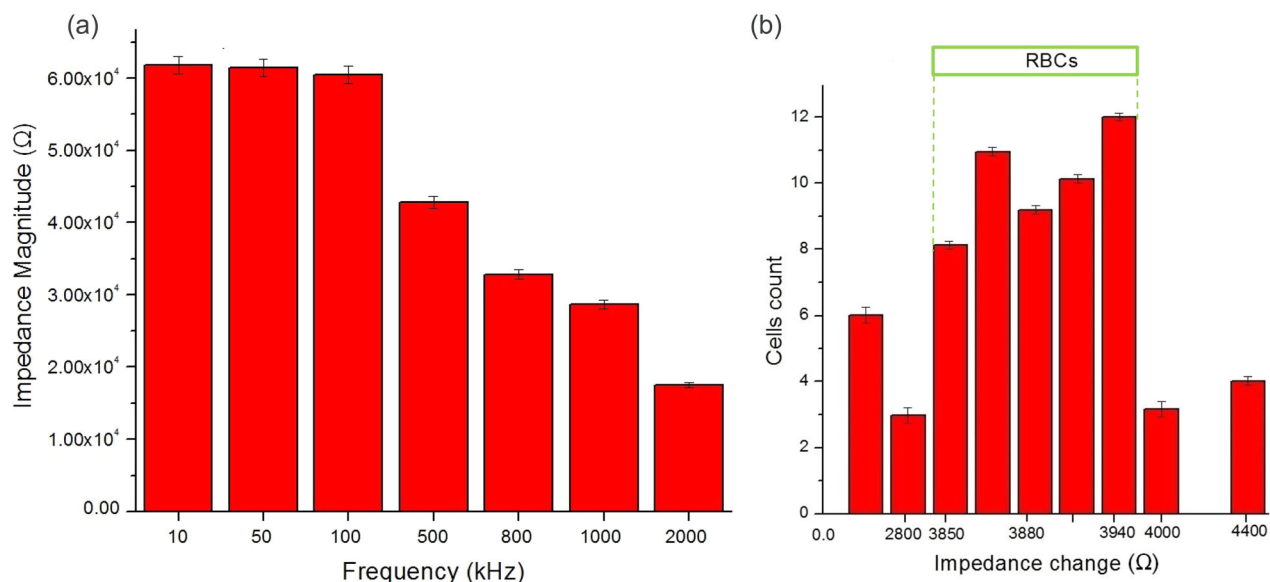 (a)
Impedance Magnitude (Ω)
6.00x10⁴
5.00x10⁴
4.00x10⁴
3.00x10⁴
2.00x10⁴
1.00x10⁴
0.00
10 50 100 500 800 1000 2000
Frequency (kHz)
(b)
RBCs
Cells count
12
10
8
6
4
2
0
0.0 2800 3850 3880 3940 4000 4400
Impedance change (Ω)